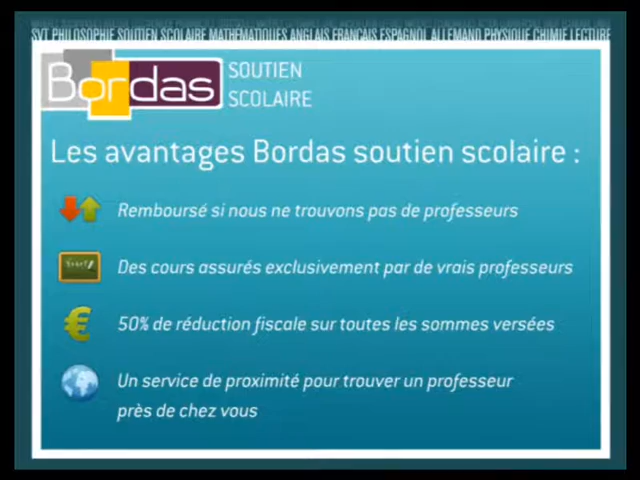 SVT PHILOSOPHIE SOUTIEN SCOLAIRE MATHÉMATIQUES ANGLAIS FRANÇAIS ESPAGNOL ALLEMAND PHYSIQUE CHIMIE LECTURE
Bordas SOUTIEN
SCOLAIRE
Les avantages Bordas soutien scolaire :
Remboursé si nous ne trouvons pas de professeurs
Des cours assurés exclusivement par de vrais professeurs
50% de réduction fiscale sur toutes les sommes versées
Un service de proximité pour trouver un professeur
près de chez vous